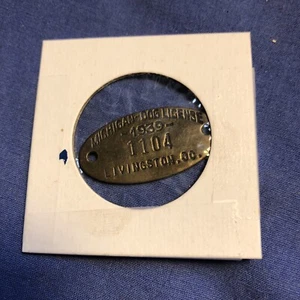 MICHIGAN DOG LICENSE
-1939-
1104
LIVINGSTON. CO.